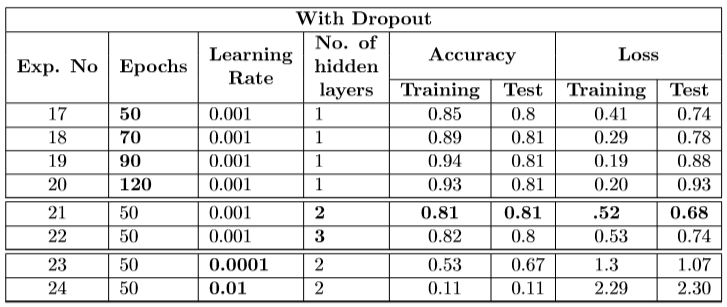 With Dropout
Exp. No Epochs Learning Rate No. of hidden layers Accuracy Loss
Training Test Training Test
17 50 0.001 1 0.85 0.8 0.41 0.74
18 70 0.001 1 0.89 0.81 0.29 0.78
19 90 0.001 1 0.94 0.81 0.19 0.88
20 120 0.001 1 0.93 0.81 0.20 0.93
21 50 0.001 2 0.81 0.81 .52 0.68
22 50 0.001 3 0.82 0.8 0.53 0.74
23 50 0.0001 2 0.53 0.67 1.3 1.07
24 50 0.01 2 0.11 0.11 2.29 2.30